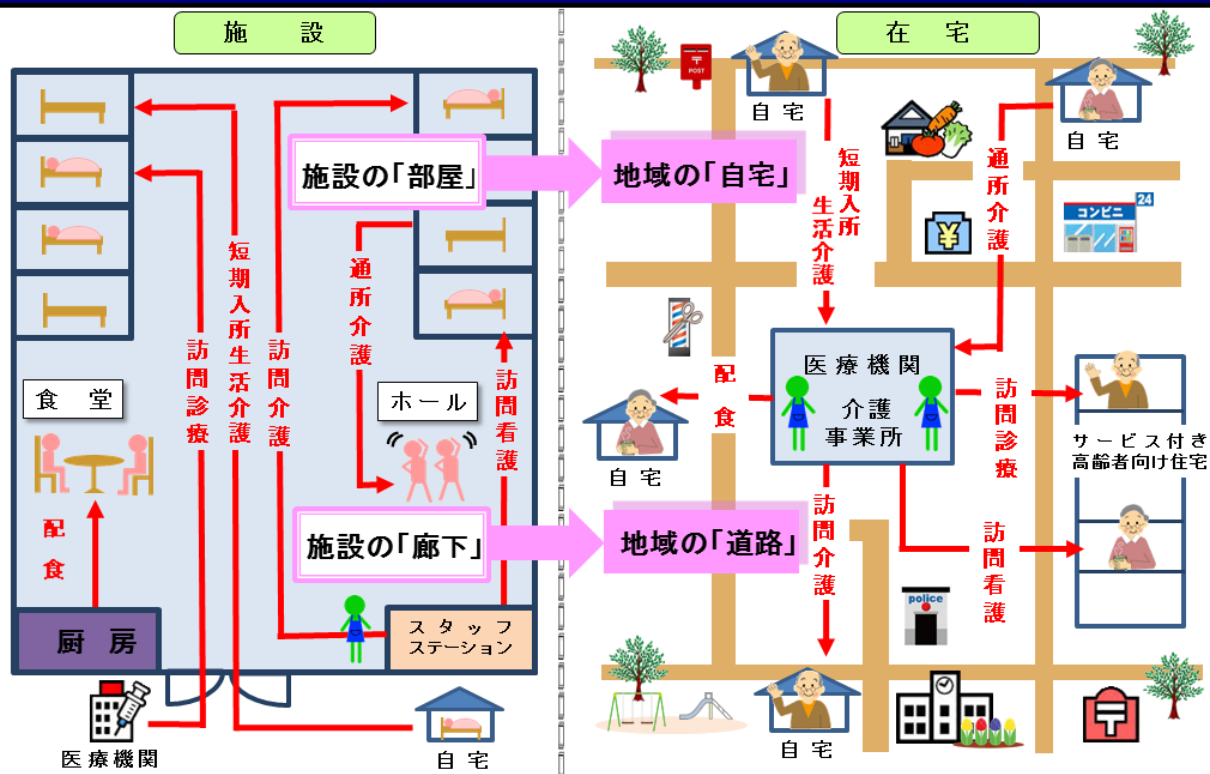 施設
施設の「部屋」
短期入所生活介護
訪問介護
通所介護
訪問診療
訪問看護
食堂
ホール
配食
施設の「廊下」
厨房
スタッフ
ステーション
医療機関
自宅
在宅
POST
自宅
自宅
地域の「自宅」
短期入所
生活介護
通所介護
コンビニ
24
¥
医療機関
介護
事業所
配食
自宅
訪問診療
サービス付き
高齢者向け住宅
地域の「道路」
訪問介護
訪問看護
police
自宅